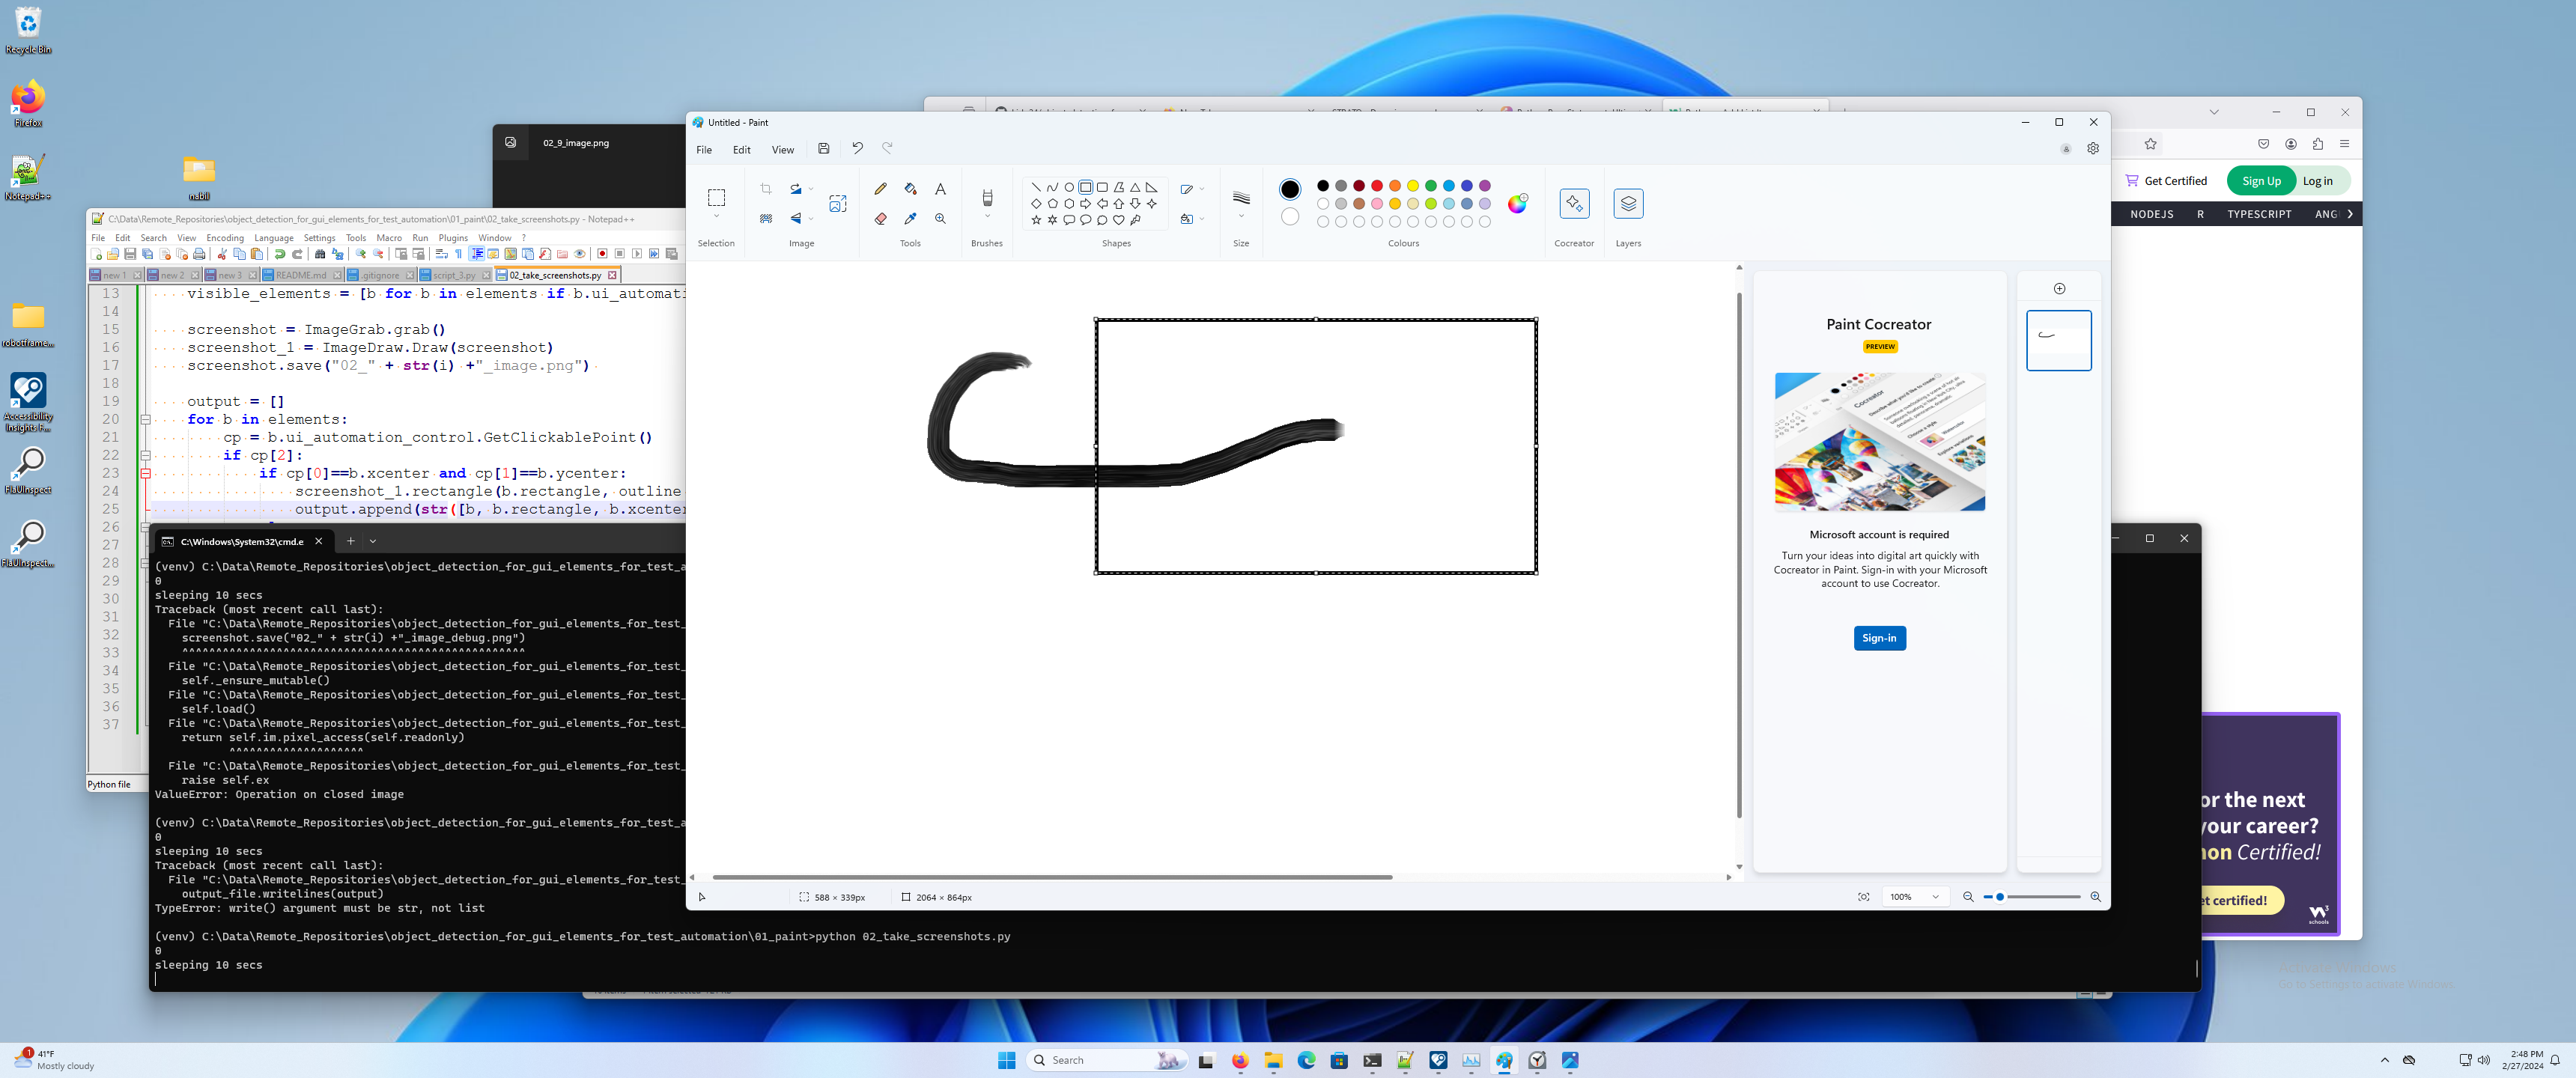 Recycle Bin
Firefox
Notepad++
nabil
robotframe...
Accessibility
Insights F...
FlaUInspect
FlaUInspect...
02_9_image.png
C:\Data\Remote_Repositories\object_detection_for_gui_elements_for_test_automation\01_paint\02_take_screenshots.py - Notepad++
File Edit Search View Encoding Language Settings Tools Macro Run Plugins Window ?
new 1 new 2 new 3 README.md .gitignore script_3.py 02_take_screenshots.py
13 visible_elements = [b for b in elements if b.ui_automati
14
15 screenshot = ImageGrab.grab()
16 screenshot_1 = ImageDraw.Draw(screenshot)
17 screenshot.save("02_" + str(i) +"_image.png")
18
19 output = []
20 for b in elements:
21 cp = b.ui_automation_control.GetClickablePoint()
22 if cp[2]:
23 if cp[0]==b.xcenter and cp[1]==b.ycenter:
24 screenshot_1.rectangle(b.rectangle, outline
25 output.append(str([b, b.rectangle, b.xcenter
26
27
28
29
30
31
32
33
34
35
36
37
Python file
C:\Windows\System32\cmd.e
(venv) C:\Data\Remote_Repositories\object_detection_for_gui_elements_for_test_a
0
sleeping 10 secs
Traceback (most recent call last):
File "C:\Data\Remote_Repositories\object_detection_for_gui_elements_for_test_
screenshot.save("02_" + str(i) +"_image_debug.png")
File "C:\Data\Remote_Repositories\object_detection_for_gui_elements_for_test_
self._ensure_mutable()
File "C:\Data\Remote_Repositories\object_detection_for_gui_elements_for_test_
self.load()
File "C:\Data\Remote_Repositories\object_detection_for_gui_elements_for_test_
return self.im.pixel_access(self.readonly)
^^^^^^^^^^^^^^^^^^^^
File "C:\Data\Remote_Repositories\object_detection_for_gui_elements_for_test_
raise self.ex
ValueError: Operation on closed image
(venv) C:\Data\Remote_Repositories\object_detection_for_gui_elements_for_test_a
0
sleeping 10 secs
Traceback (most recent call last):
File "C:\Data\Remote_Repositories\object_detection_for_gui_elements_for_test_
output_file.writelines(output)
TypeError: write() argument must be str, not list
(venv) C:\Data\Remote_Repositories\object_detection_for_gui_elements_for_test_automation\01_paint>python 02_take_screenshots.py
0
sleeping 10 secs
Untitled - Paint
File Edit View
Selection Image Tools Brushes Shapes Size Colours Cocreator Layers
Paint Cocreator
PREVIEW
Microsoft account is required
Turn your ideas into digital art quickly with
Cocreator in Paint. Sign-in with your Microsoft
account to use Cocreator.
Sign-in
588 × 339px
2064 × 864px
100%
Get Certified
Sign Up
Log in
NODEJS R TYPESCRIPT ANG
or the next
your career?
Certified!
et certified!
schools
1
41°F
Mostly cloudy
Search
2:48 PM
2/27/2024